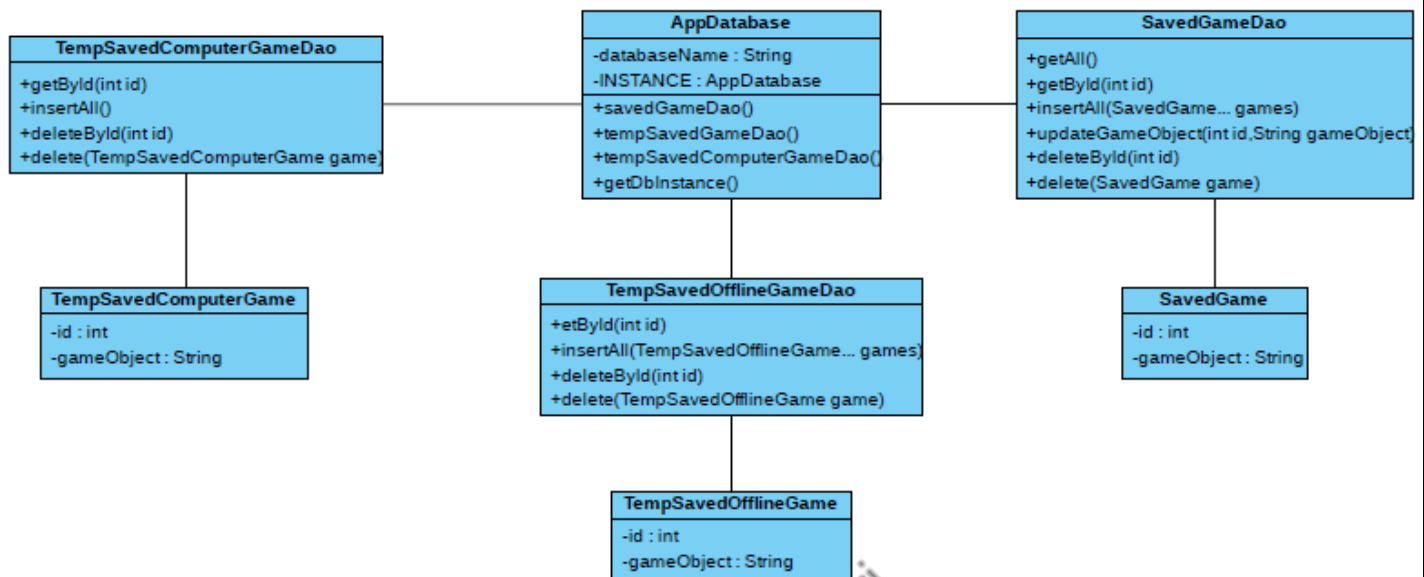 TempSavedComputerGameDao
+getById(int id)
+insertAll()
+deleteById(int id)
+delete(TempSavedComputerGame game)
AppDatabase
-databaseName : String
-INSTANCE : AppDatabase
+savedGameDao()
+tempSavedGameDao()
+tempSavedComputerGameDao()
+getDbInstance()
SavedGameDao
+getAll()
+getById(int id)
+insertAll(SavedGame... games)
+updateGameObject(int id,String gameObject)
+deleteById(int id)
+delete(SavedGame game)
TempSavedComputerGame
-id : int
-gameObject : String
TempSavedOfflineGameDao
+etById(int id)
+insertAll(TempSavedOfflineGame... games)
+deleteById(int id)
+delete(TempSavedOfflineGame game)
SavedGame
-id : int
-gameObject : String
TempSavedOfflineGame
-id : int
-gameObject : String